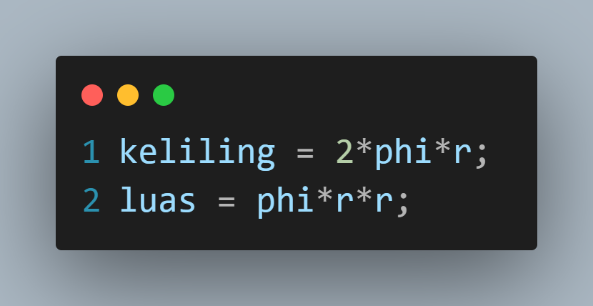 1 keliling = 2*phi*r;
2 luas = phi*r*r;